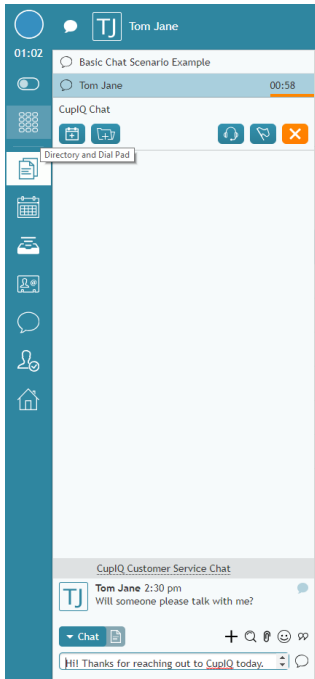 TJ Tom Jane
01:02
Basic Chat Scenario Example
Tom Jane 00:58
CupIQ Chat
Directory and Dial Pad
CupIQ Customer Service Chat
TJ Tom Jane 2:30 pm
Will someone please talk with me?
Chat
Hi! Thanks for reaching out to CupIQ today.